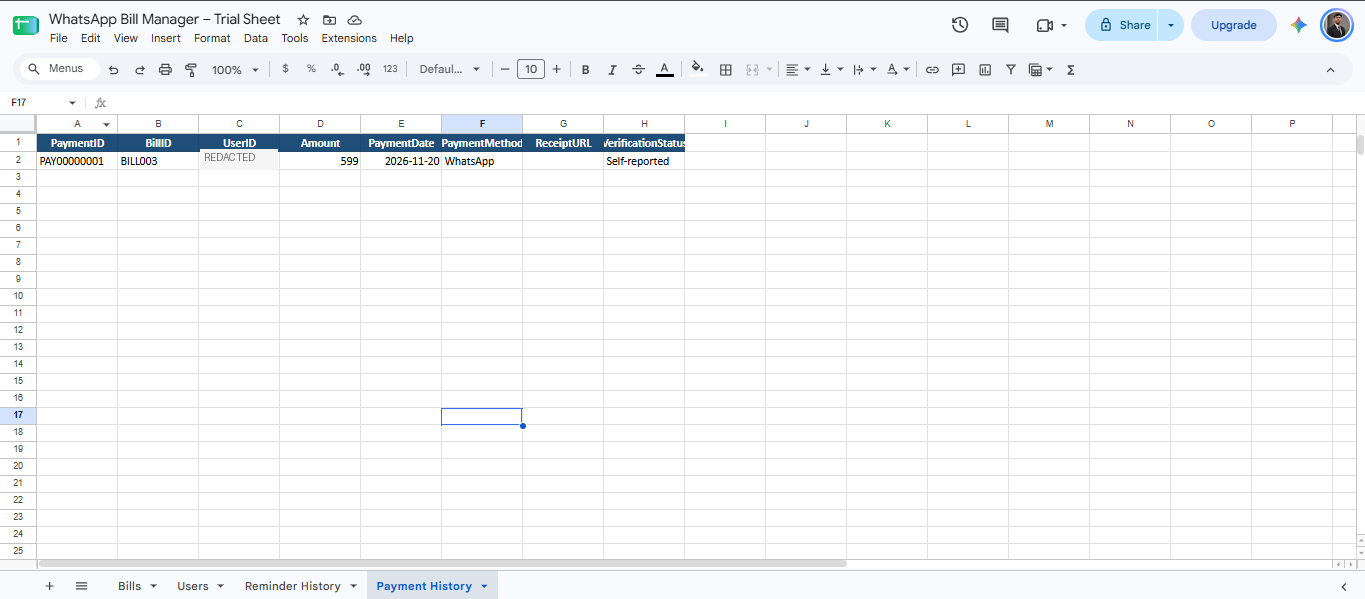 WhatsApp Bill Manager – Trial Sheet
File Edit View Insert Format Data Tools Extensions Help
Share
Upgrade
Menus 100% $ % .0 .00 123 Defaul... − 10 + B I A Σ
F17 fx
A B C D E F G H I J K L M N O P
1 PaymentID BillID UserID Amount PaymentDate PaymentMethod ReceiptURL VerificationStatus
2 PAY00000001 BILL003 REDACTED 599 2026-11-20 WhatsApp Self-reported
3
4
5
6
7
8
9
10
11
12
13
14
15
16
17
18
19
20
21
22
23
24
25
+ Bills Users Reminder History Payment History